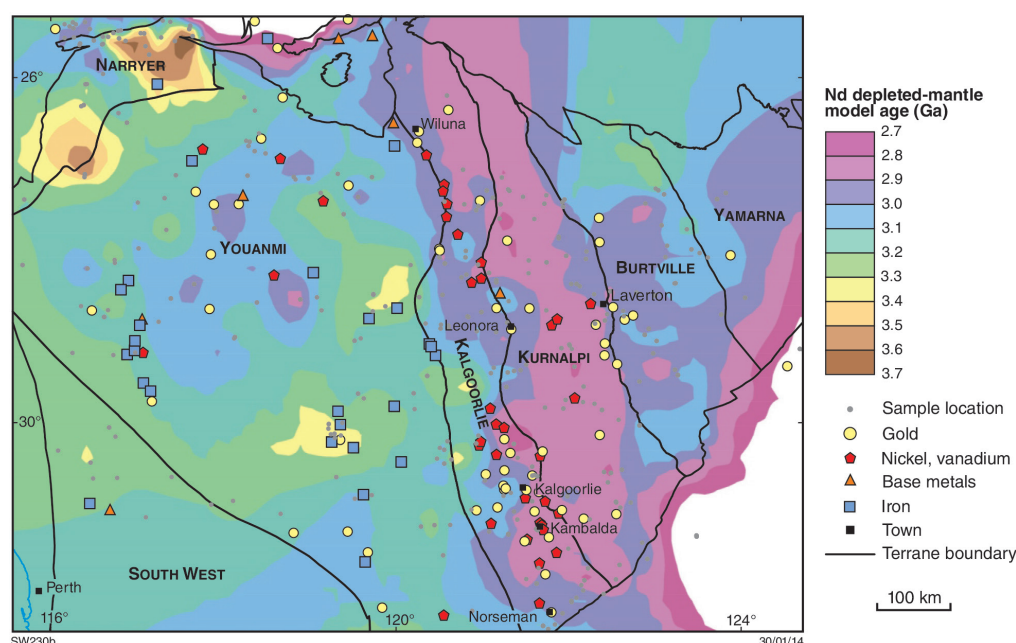 NARRYER
26°
Wiluna
YOUANMI
YAMARNA
BURTVILLE
Laverton
Leonora
KALGOORLIE
KURNALPI
30°
Kalgoorlie
Kambalda
SOUTH WEST
Perth
Norseman
116°
120°
124°
SW230b
30/01/14
Nd depleted-mantle
model age (Ga)
2.7
2.8
2.9
3.0
3.1
3.2
3.3
3.4
3.5
3.6
3.7
Sample location
Gold
Nickel, vanadium
Base metals
Iron
Town
Terrane boundary
100 km